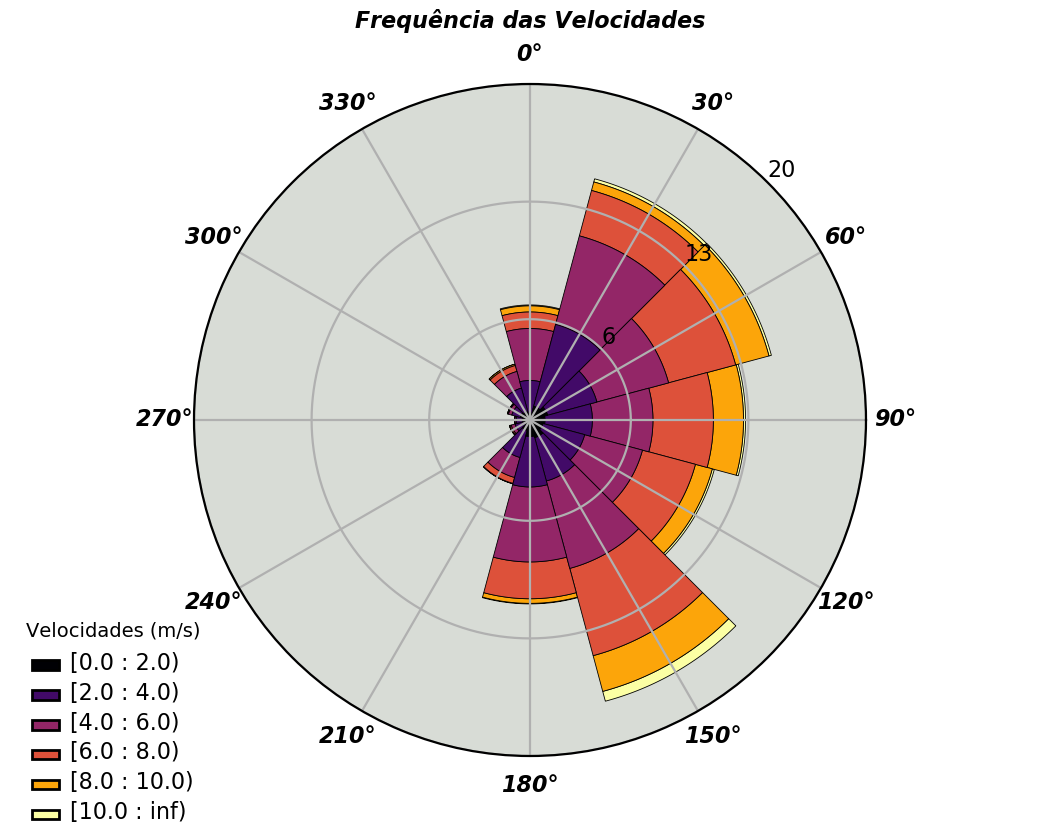 Frequência das Velocidades
0°
330°
30°
20
300°
60°
13
6
270°
90°
240°
120°
210°
150°
180°
Velocidades (m/s)
[0.0 : 2.0)
[2.0 : 4.0)
[4.0 : 6.0)
[6.0 : 8.0)
[8.0 : 10.0)
[10.0 : inf)